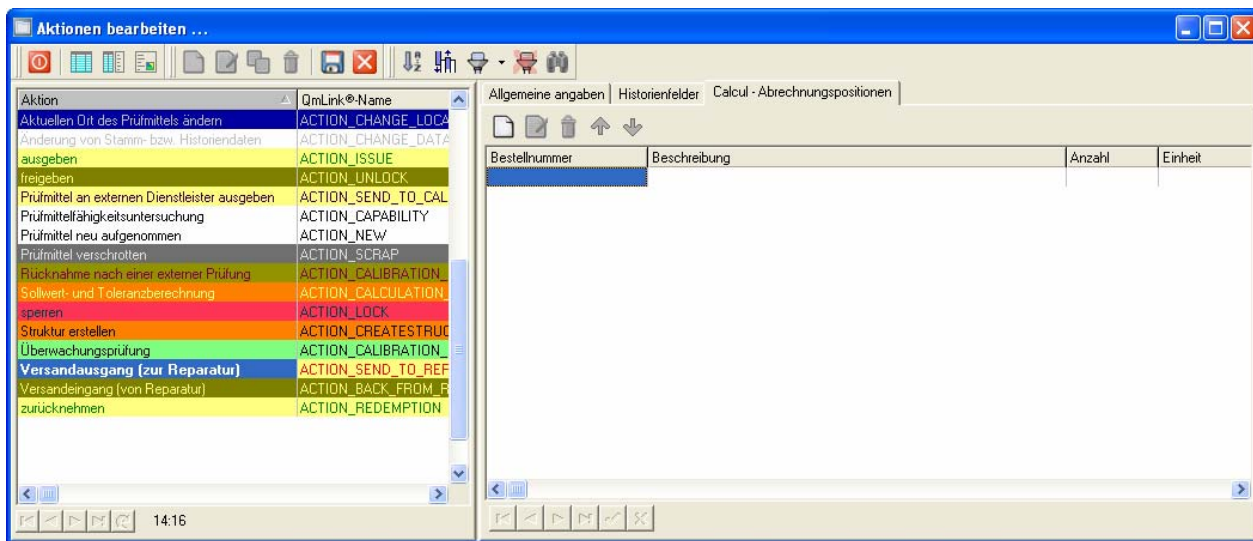 Aktionen bearbeiten ...
Allgemeine angaben Historienfelder Calcul - Abrechnungspositionen
Aktion QmLink®-Name
Aktuellen Ort des Prüfmittels ändern ACTION_CHANGE_LOCA
Änderung von Stamm- bzw. Historiendaten ACTION_CHANGE_DATA
ausgeben ACTION_ISSUE
freigeben ACTION_UNLOCK
Prüfmittel an externen Dienstleister ausgeben ACTION_SEND_TO_CAL
Prüfmittelfähigkeitsuntersuchung ACTION_CAPABILITY
Prüfmittel neu aufgenommen ACTION_NEW
Prüfmittel verschrotten ACTION_SCRAP
Rücknahme nach einer externer Prüfung ACTION_CALIBRATION_
Sollwert- und Toleranzberechnung ACTION_CALCULATION_
sperren ACTION_LOCK
Struktur erstellen ACTION_CREATESTRUC
Überwachungsprüfung ACTION_CALIBRATION_
Versandausgang (zur Reparatur) ACTION_SEND_TO_REP
Versandeingang (von Reparatur) ACTION_BACK_FROM_R
zurücknehmen ACTION_REDEMPTION
14:16
Bestellnummer Beschreibung Anzahl Einheit